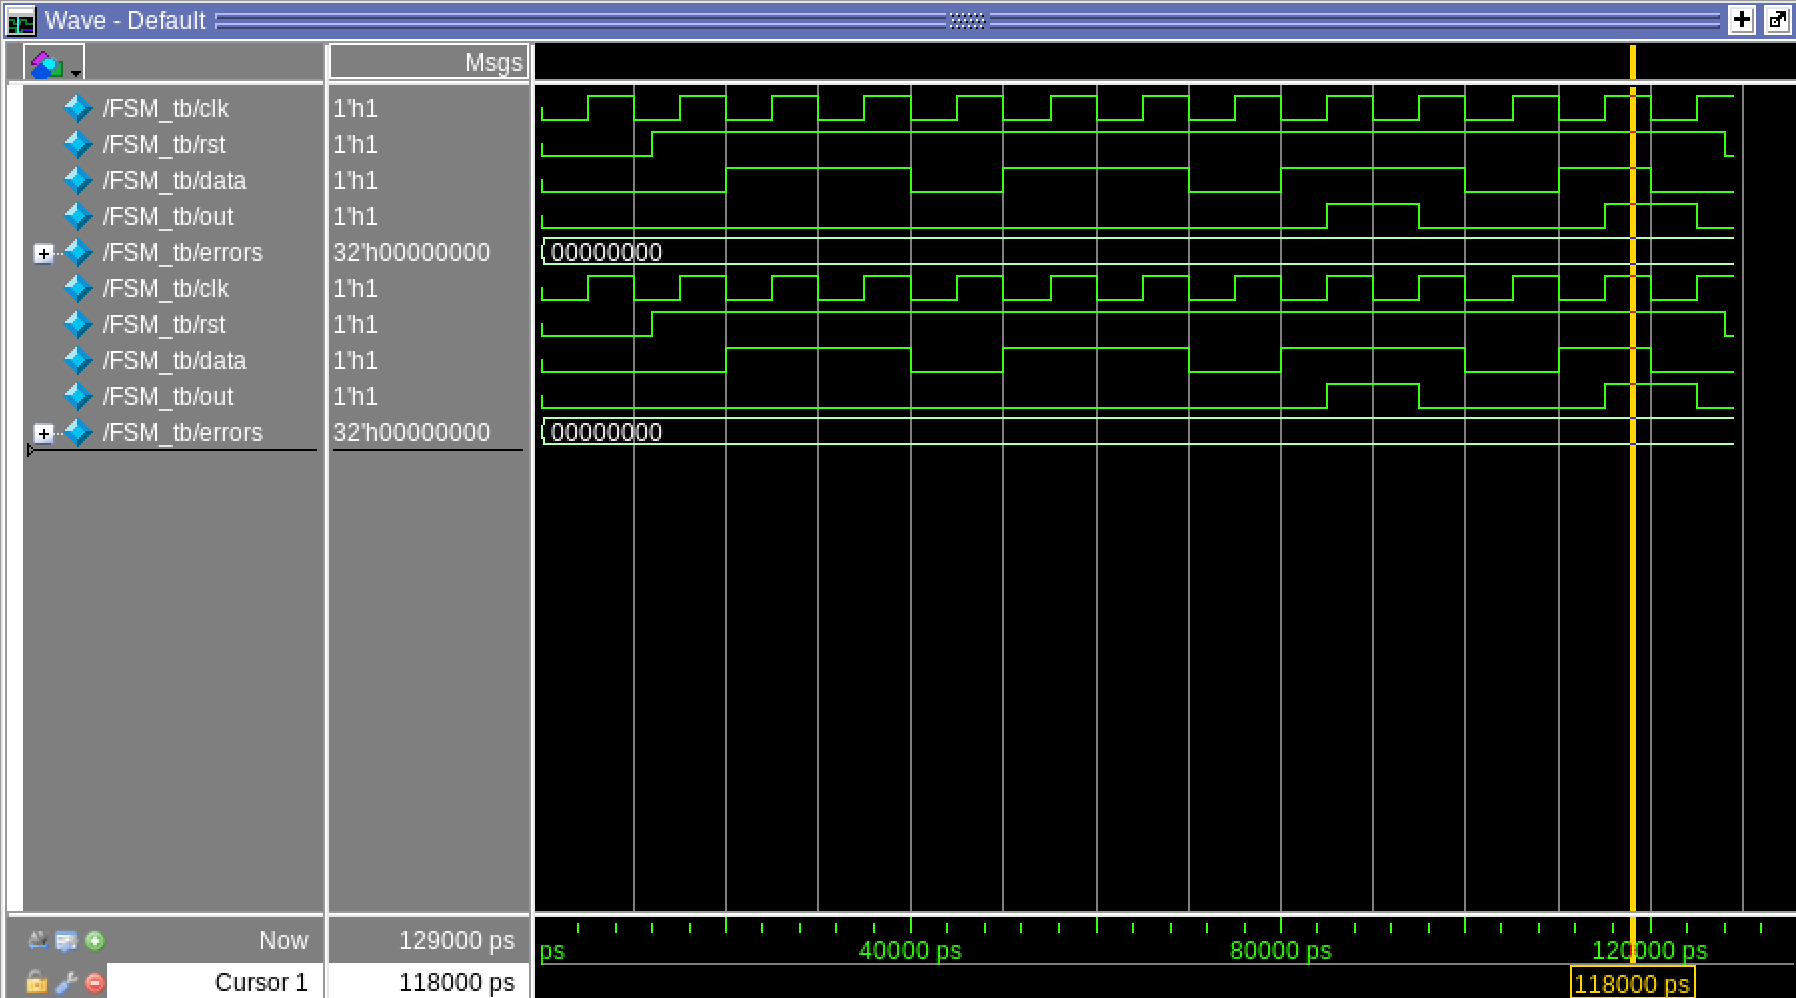 Wave - Default
Msgs
/FSM_tb/clk 1'h1
/FSM_tb/rst 1'h1
/FSM_tb/data 1'h1
/FSM_tb/out 1'h1
/FSM_tb/errors 32'h00000000 00000000
/FSM_tb/clk 1'h1
/FSM_tb/rst 1'h1
/FSM_tb/data 1'h1
/FSM_tb/out 1'h1
/FSM_tb/errors 32'h00000000 00000000
Now 129000 ps ps 40000 ps 80000 ps 120000 ps
Cursor 1 118000 ps 118000 ps